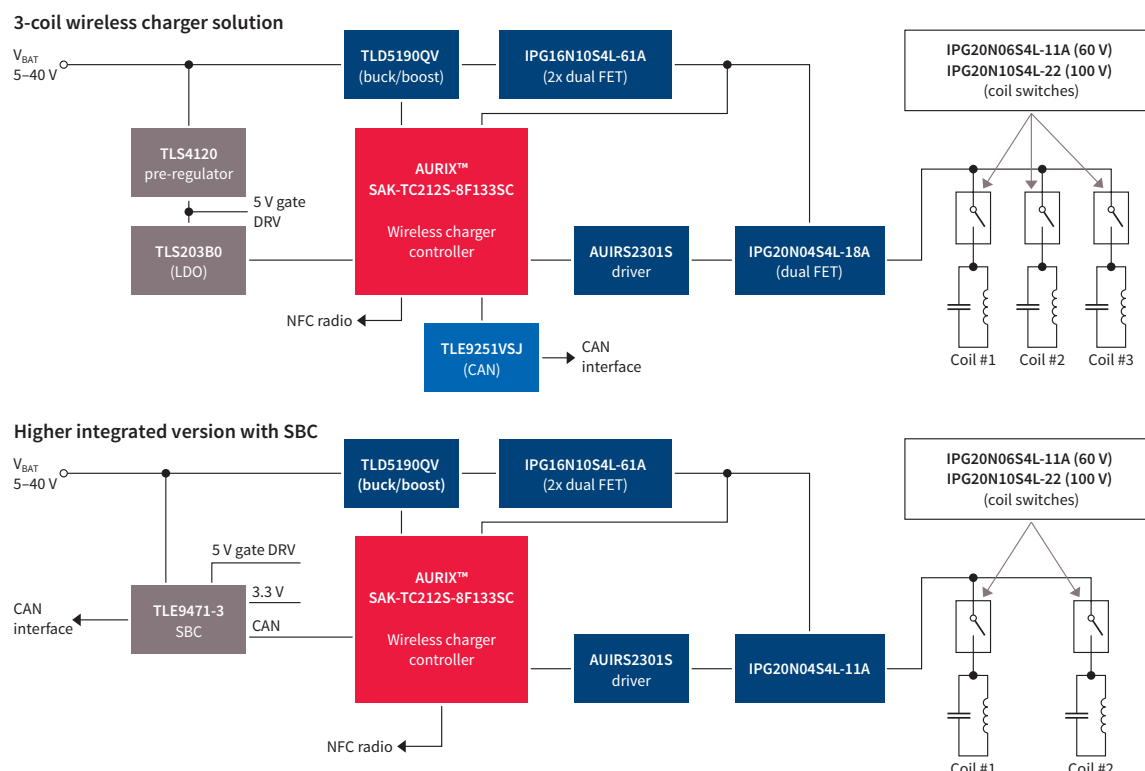 3-coil wireless charger solution
VBAT
5–40 V
TLD5190QV
(buck/boost)
IPG16N10S4L-61A
(2x dual FET)
IPG20N06S4L-11A (60 V)
IPG20N10S4L-22 (100 V)
(coil switches)
TLS4120
pre-regulator
5 V gate
DRV
TLS203B0
(LDO)
AURIX™
SAK-TC212S-8F133SC
Wireless charger
controller
AUIRS2301S
driver
IPG20N04S4L-18A
(dual FET)
NFC radio
TLE9251VSJ
(CAN)
CAN
interface
Coil #1
Coil #2
Coil #3
Higher integrated version with SBC
VBAT
5–40 V
TLD5190QV
(buck/boost)
IPG16N10S4L-61A
(2x dual FET)
IPG20N06S4L-11A (60 V)
IPG20N10S4L-22 (100 V)
(coil switches)
5 V gate DRV
3.3 V
CAN
CAN
interface
TLE9471-3
SBC
AURIX™
SAK-TC212S-8F133SC
Wireless charger
controller
AUIRS2301S
driver
IPG20N04S4L-11A
NFC radio
Coil #1
Coil #2